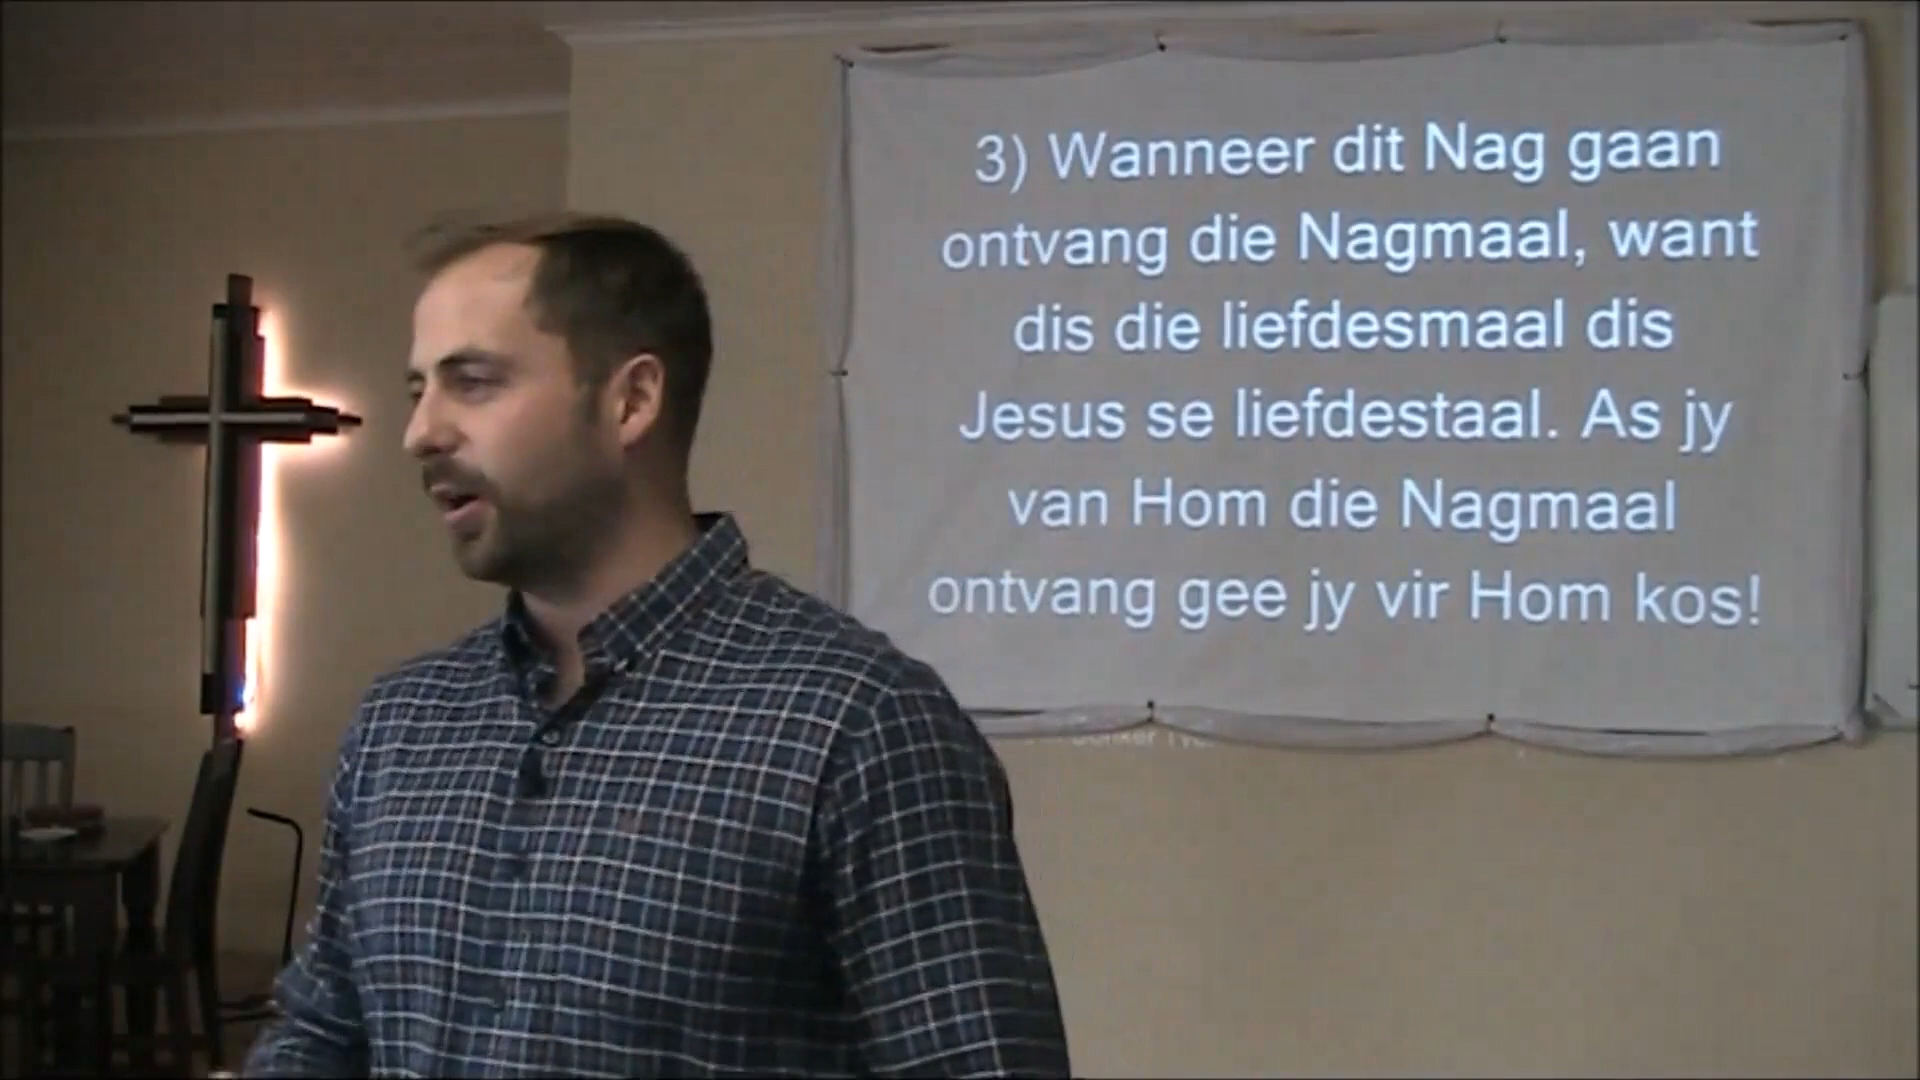 3) Wanneer dit Nag gaan
ontvang die Nagmaal, want
dis die liefdesmaal dis
Jesus se liefdestaal. As jy
van Hom die Nagmaal
ontvang gee jy vir Hom kos!